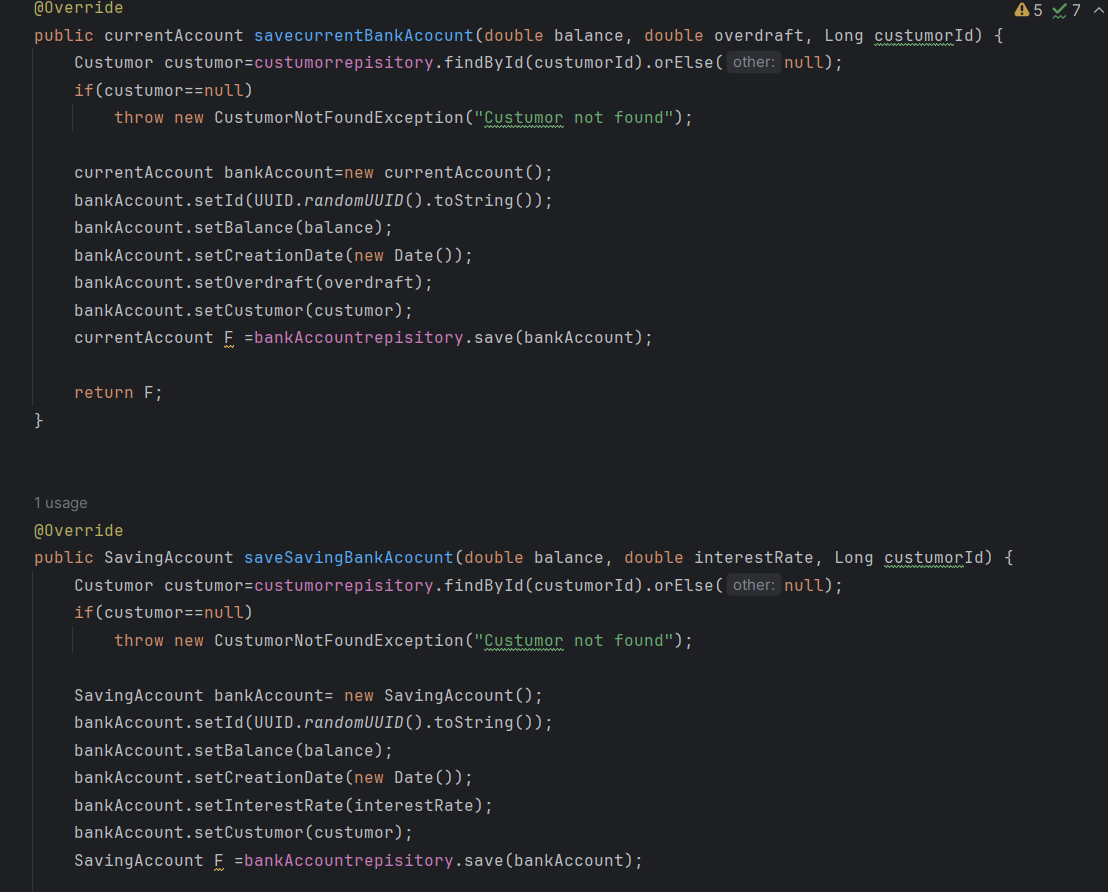 @Override
5 7
public currentAccount savecurrentBankAcocunt(double balance, double overdraft, Long custumorId) {
Custumor custumor=custumorrepisitory.findById(custumorId).orElse( other: null);
if(custumor==null)
throw new CustumorNotFoundException("Custumor not found");
currentAccount bankAccount=new currentAccount();
bankAccount.setId(UUID.randomUUID().toString());
bankAccount.setBalance(balance);
bankAccount.setCreationDate(new Date());
bankAccount.setOverdraft(overdraft);
bankAccount.setCustumor(custumor);
currentAccount F =bankAccountrepisitory.save(bankAccount);
return F;
}
1 usage
@Override
public SavingAccount saveSavingBankAcocunt(double balance, double interestRate, Long custumorId) {
Custumor custumor=custumorrepisitory.findById(custumorId).orElse( other: null);
if(custumor==null)
throw new CustumorNotFoundException("Custumor not found");
SavingAccount bankAccount= new SavingAccount();
bankAccount.setId(UUID.randomUUID().toString());
bankAccount.setBalance(balance);
bankAccount.setCreationDate(new Date());
bankAccount.setInterestRate(interestRate);
bankAccount.setCustumor(custumor);
SavingAccount F =bankAccountrepisitory.save(bankAccount);